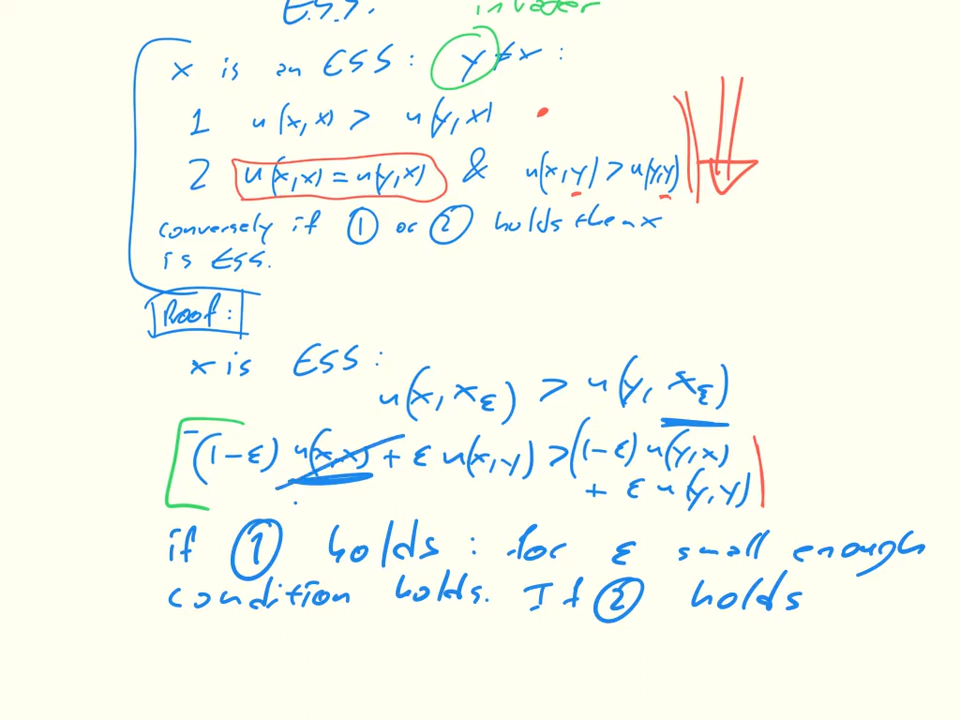 E.S.S. invader
x is an ESS: y ≠ x :
1 u(x, x) > u(y, x)
2 u(x, x) = u(y, x) & u(x, y) > u(y, y)
conversely if ① or ② holds then x
is ESS.
Proof:
x is ESS:
u(x, xε) > u(y, xε)
(1-ε) u(x, x) + ε u(x, y) > (1-ε) u(y, x)
+ ε u(y, y)
if ① holds : for ε small enough
condition holds. If ② holds